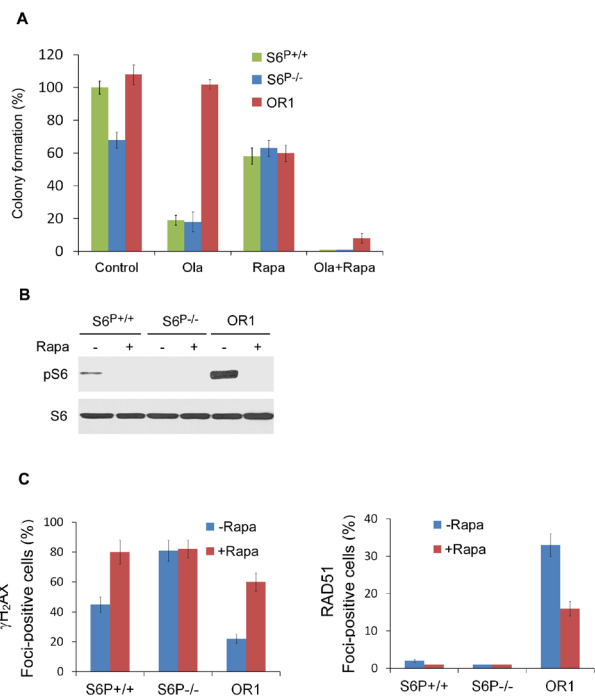 A
Colony formation (%)
120
100
80
60
40
20
0
S6P+/+
S6P-/-
OR1
Control Ola Rapa Ola+Rapa
B
S6P+/+ S6P-/- OR1
Rapa - + - + - +
pS6
S6
C
γH2AX
Foci-positive cells (%)
100
80
60
40
20
0
-Rapa
+Rapa
S6P+/+ S6P-/- OR1
RAD51
Foci-positive cells (%)
40
30
20
10
0
-Rapa
+Rapa
S6P+/+ S6P-/- OR1